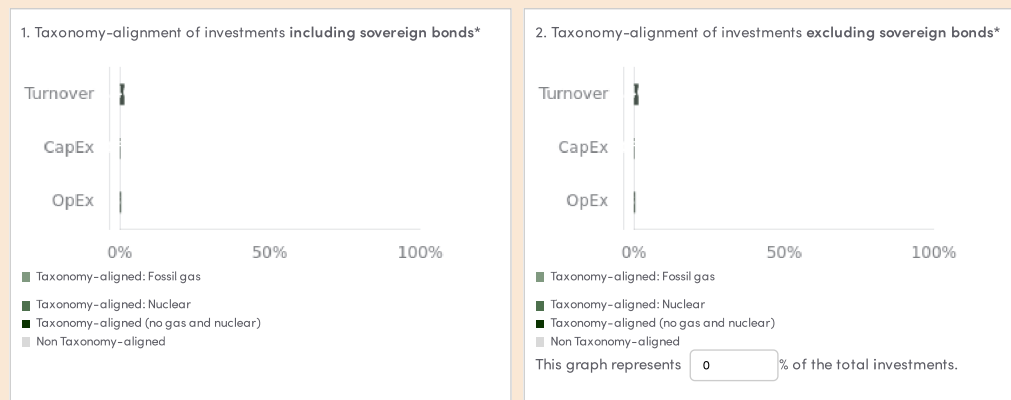 1. Taxonomy-alignment of investments including sovereign bonds*
Turnover
CapEx
OpEx
0% 50% 100%
Taxonomy-aligned: Fossil gas
Taxonomy-aligned: Nuclear
Taxonomy-aligned (no gas and nuclear)
Non Taxonomy-aligned
2. Taxonomy-alignment of investments excluding sovereign bonds*
Turnover
CapEx
OpEx
0% 50% 100%
Taxonomy-aligned: Fossil gas
Taxonomy-aligned: Nuclear
Taxonomy-aligned (no gas and nuclear)
Non Taxonomy-aligned
This graph represents 0 % of the total investments.